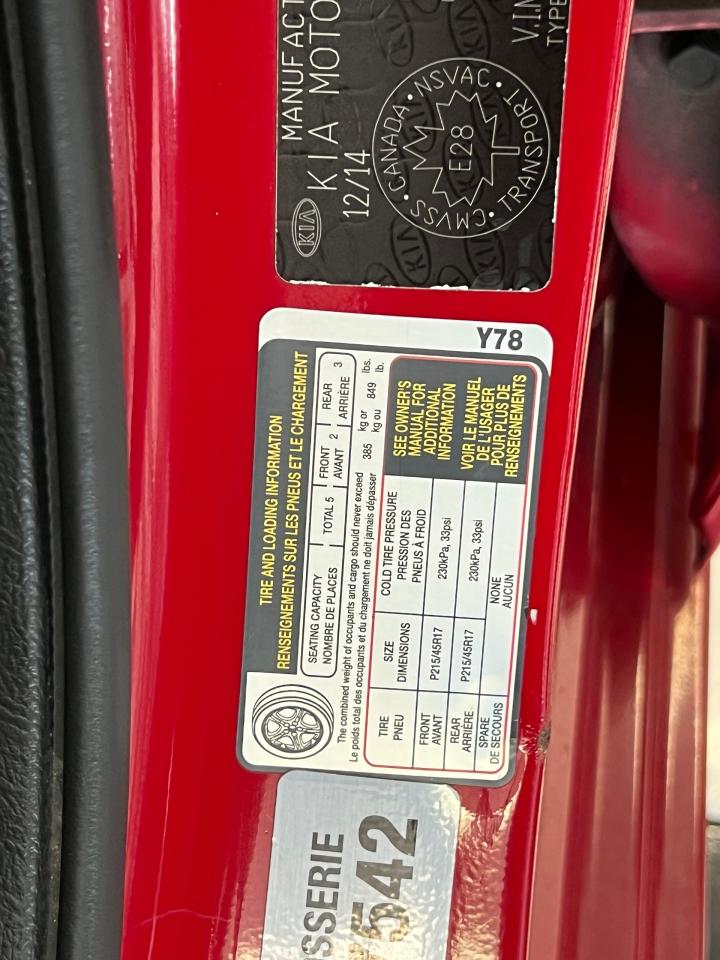 MANUFACT
KIA MOTO
12/14
KIA
CANADA • NSVAC •
CMVSS • TRANSPORT
E28
V.I.N
TYPE
Y78
TIRE AND LOADING INFORMATION
RENSEIGNEMENTS SUR LES PNEUS ET LE CHARGEMENT
SEATING CAPACITY TOTAL 5 FRONT 2 REAR 3
NOMBRE DE PLACES AVANT ARRIÈRE
The combined weight of occupants and cargo should never exceed 385 kg or 849 lbs.
Le poids total des occupants et du chargement ne doit jamais dépasser kg ou lb.
TIRE SIZE COLD TIRE PRESSURE
PNEU DIMENSIONS PRESSION DES
PNEUS À FROID
FRONT
AVANT P215/45R17 230kPa, 33psi
REAR
ARRIÈRE P215/45R17 230kPa, 33psi
SPARE NONE
DE SECOURS AUCUN
SEE OWNER'S
MANUAL FOR
ADDITIONAL
INFORMATION
VOIR LE MANUEL
DE L'USAGER
POUR PLUS DE
RENSEIGNEMENTS
SSERIE
542